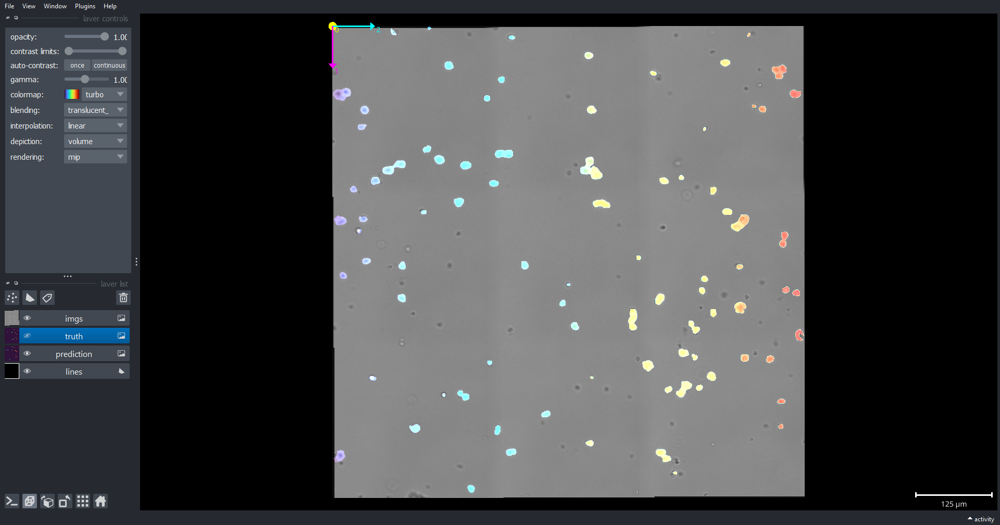 File View Window Plugins Help
layer controls
opacity: 1.00
contrast limits:
auto-contrast: once continuous
gamma: 1.00
colormap: turbo
blending: translucent_
interpolation: linear
depiction: volume
rendering: mip
layer list
imgs
truth
prediction
lines
0
2
1
125 µm
activity